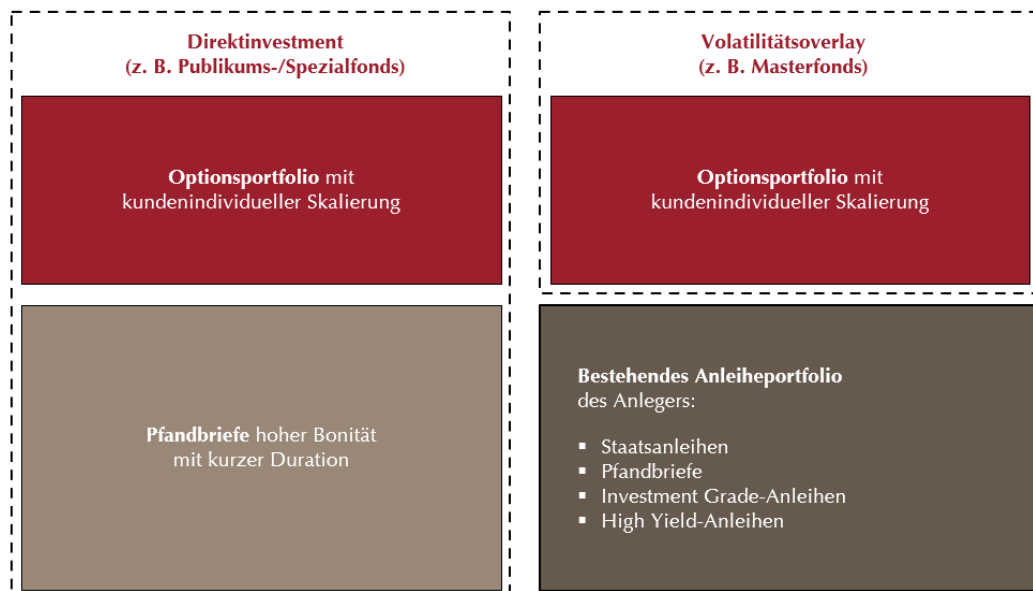 Direktinvestment
(z. B. Publikums-/Spezialfonds)
Optionsportfolio mit
kundenindividueller Skalierung
Pfandbriefe hoher Bonität
mit kurzer Duration
Volatilitätsoverlay
(z. B. Masterfonds)
Optionsportfolio mit
kundenindividueller Skalierung
Bestehendes Anleiheportfolio
des Anlegers:
▪ Staatsanleihen
▪ Pfandbriefe
▪ Investment Grade-Anleihen
▪ High Yield-Anleihen